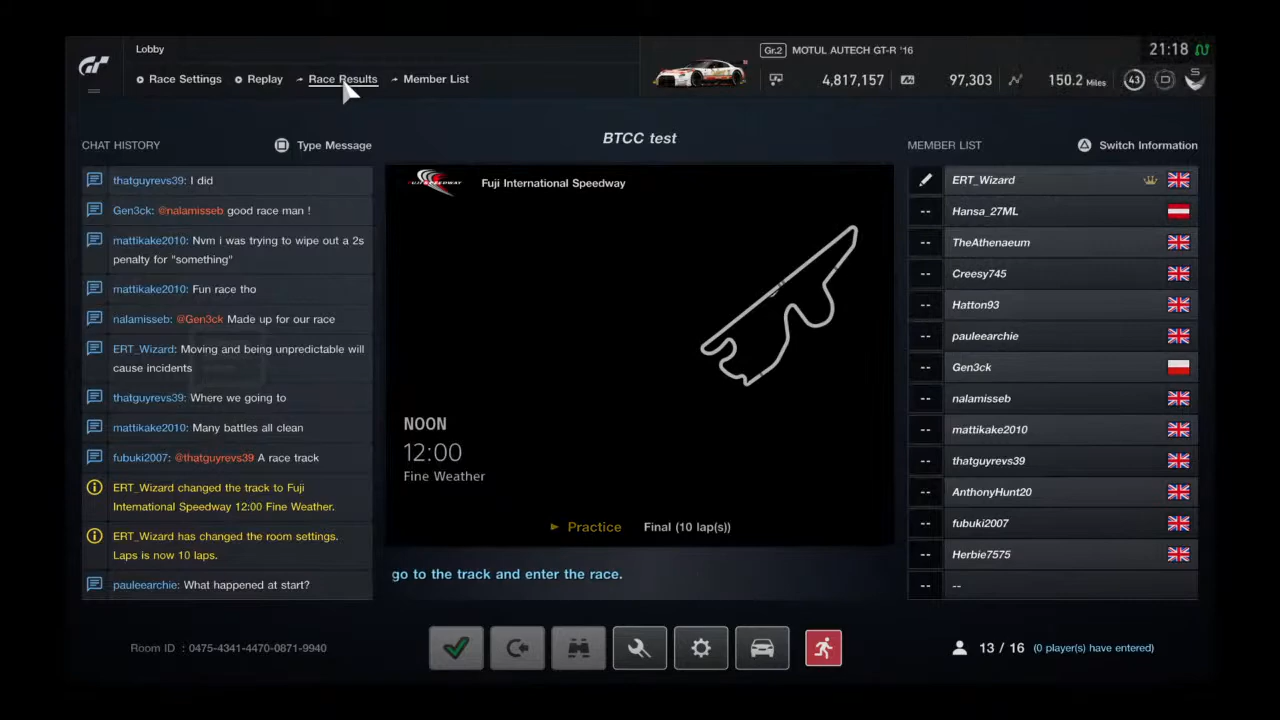 Lobby
Race Settings
Replay
Race Results
Member List
Gr.2 MOTUL AUTECH GT-R '16
21:18
4,817,157
97,303
150.2 Miles
43
S
BTCC test
CHAT HISTORY
Type Message
thatguyrevs39: I did
Gen3ck: @nalamisseb good race man !
mattikake2010: Nvm i was trying to wipe out a 2s
penalty for "something"
mattikake2010: Fun race tho
nalamisseb: @Gen3ck Made up for our race
ERT_Wizard: Moving and being unpredictable will
cause incidents
thatguyrevs39: Where we going to
mattikake2010: Many battles all clean
fubuki2007: @thatguyrevs39 A race track
ERT_Wizard changed the track to Fuji
International Speedway 12:00 Fine Weather.
ERT_Wizard has changed the room settings.
Laps is now 10 laps.
pauleearchie: What happened at start?
FUJI SPEEDWAY
Fuji International Speedway
NOON
12:00
Fine Weather
Practice
Final (10 lap(s))
go to the track and enter the race.
MEMBER LIST
Switch Information
ERT_Wizard
-- Hansa_27ML
-- TheAthenaeum
-- Creesy745
-- Hatton93
-- pauleearchie
-- Gen3ck
-- nalamisseb
-- mattikake2010
-- thatguyrevs39
-- AnthonyHunt20
-- fubuki2007
-- Herbie7575
-- --
Room ID : 0475-4341-4470-0871-9940
13 / 16 (0 player(s) have entered)